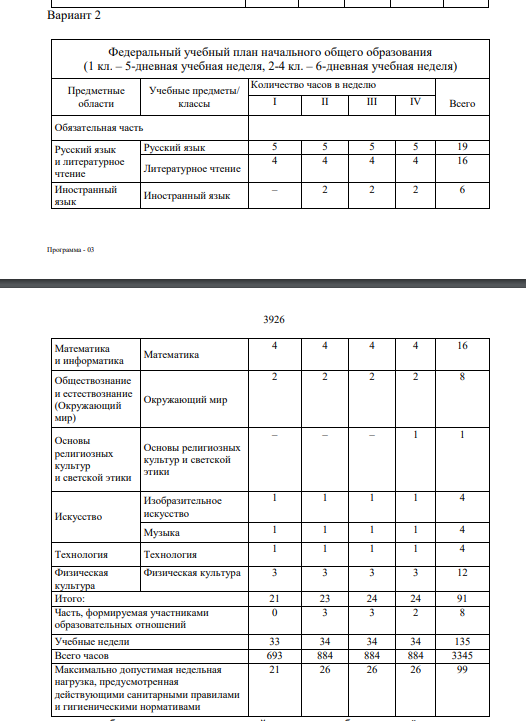 Вариант 2
Федеральный учебный план начального общего образования
(1 кл. – 5-дневная учебная неделя, 2-4 кл. – 6-дневная учебная неделя)
Предметные области Учебные предметы/ классы Количество часов в неделю Всего
I II III IV
Обязательная часть
Русский язык и литературное чтение Русский язык 5 5 5 5 19
Литературное чтение 4 4 4 4 16
Иностранный язык Иностранный язык – 2 2 2 6
Программа - 03
3926
Математика и информатика Математика 4 4 4 4 16
Обществознание и естествознание (Окружающий мир) Окружающий мир 2 2 2 2 8
Основы религиозных культур и светской этики Основы религиозных культур и светской этики – – – 1 1
Искусство Изобразительное искусство 1 1 1 1 4
Музыка 1 1 1 1 4
Технология Технология 1 1 1 1 4
Физическая культура Физическая культура 3 3 3 3 12
Итого: 21 23 24 24 91
Часть, формируемая участниками образовательных отношений 0 3 3 2 8
Учебные недели 33 34 34 34 135
Всего часов 693 884 884 884 3345
Максимально допустимая недельная нагрузка, предусмотренная действующими санитарными правилами и гигиеническими нормативами 21 26 26 26 99